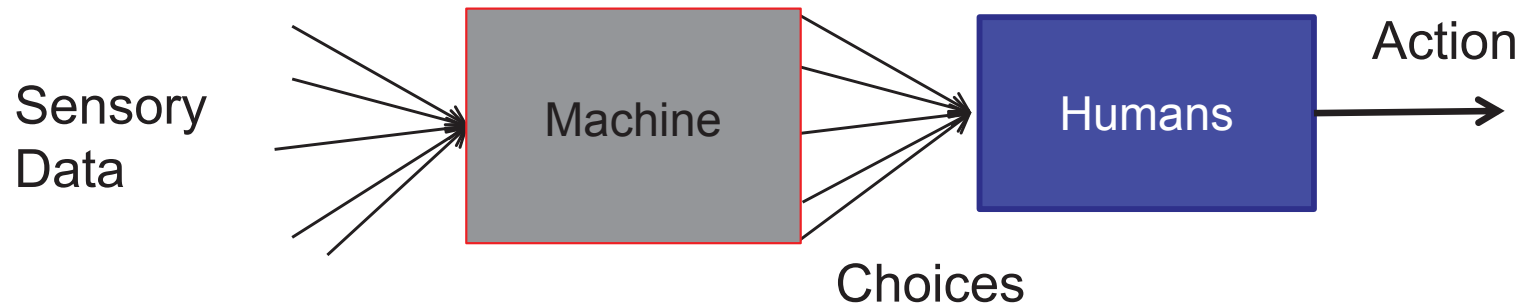 Sensory
Data
Machine
Choices
Humans
Action